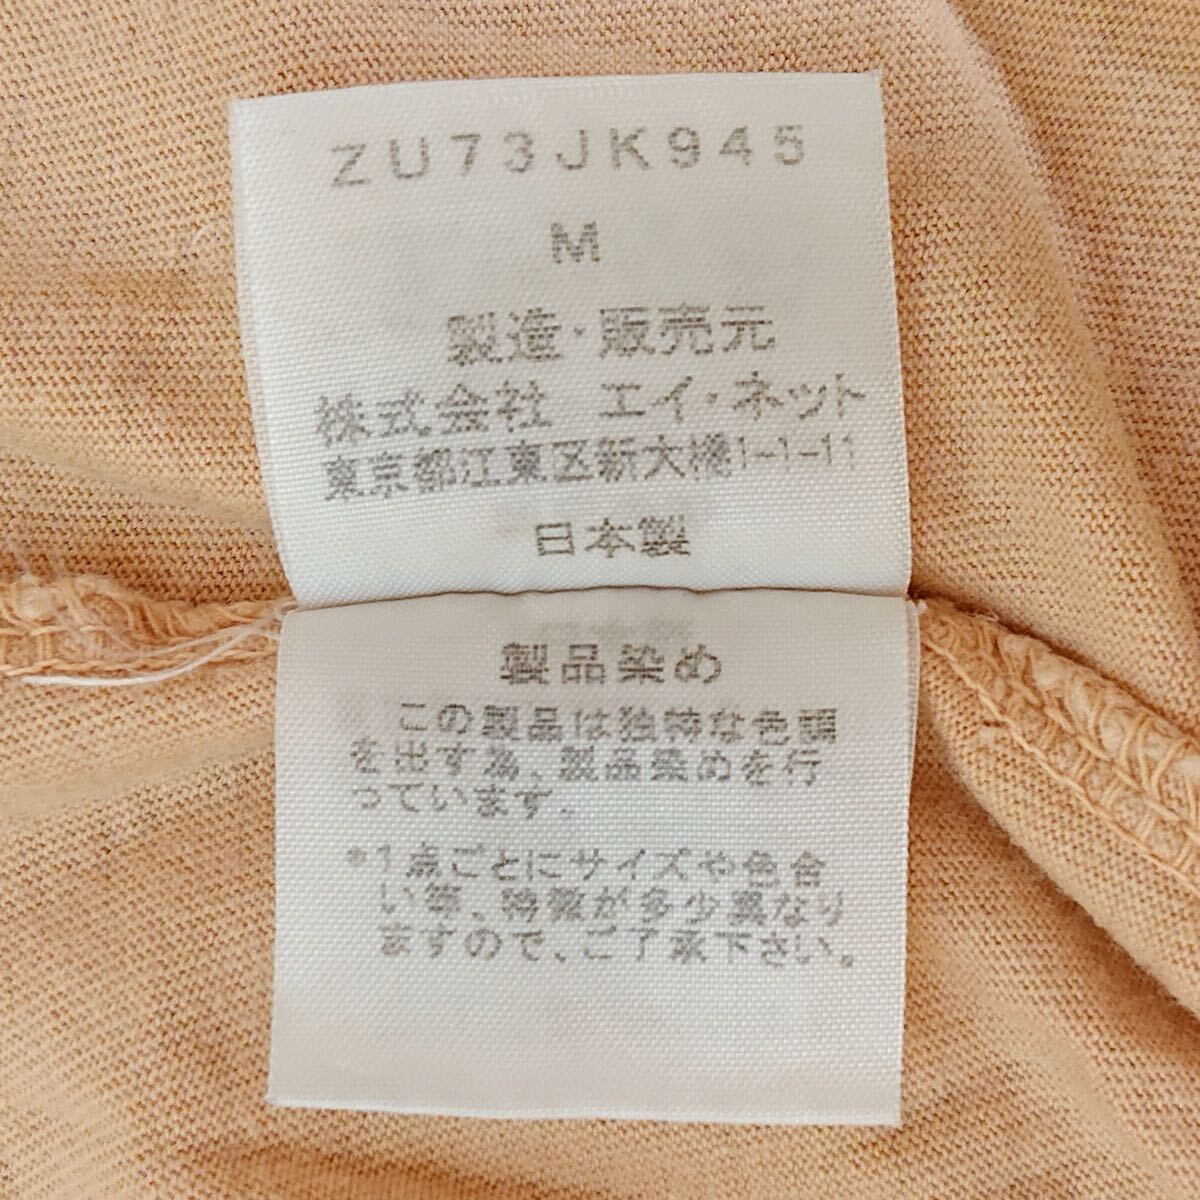 ZU73JK945
M
製造・販売元
株式会社 エイ・ネット
東京都江東区新大橋1-1-11
日本製
製品染め
この製品は独特な色調
を出す為、製品染めを行
っています.
*1点ごとにサイズや色合
い等、特徴が多少異なり
ますので、ご了承下さい。